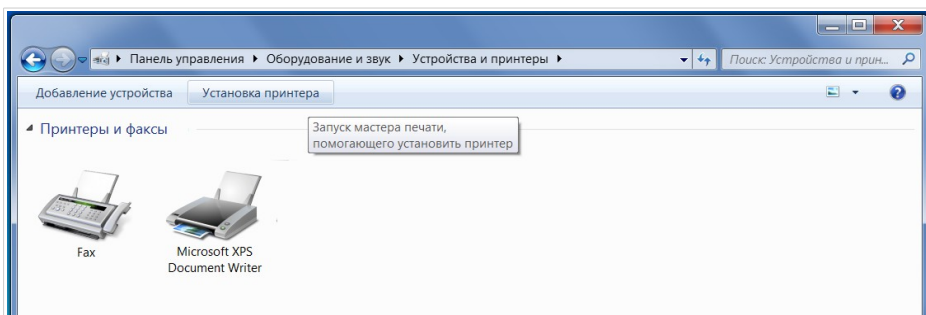 Панель управления ▸ Оборудование и звук ▸ Устройства и принтеры ▸
Поиск: Устройства и прин...
Добавление устройства Установка принтера
Принтеры и факсы
Запуск мастера печати,
помогающего установить принтер
Fax
Microsoft XPS
Document Writer